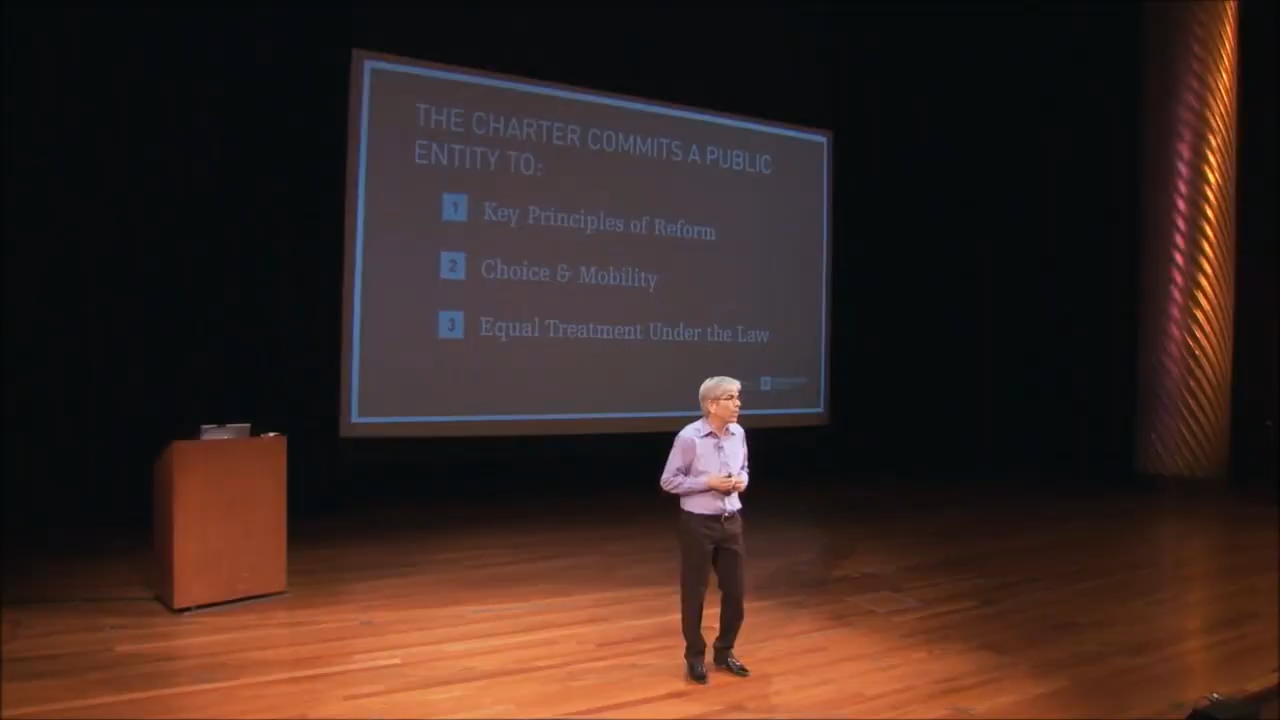 THE CHARTER COMMITS A PUBLIC
ENTITY TO:
1 Key Principles of Reform
2 Choice & Mobility
3 Equal Treatment Under the Law